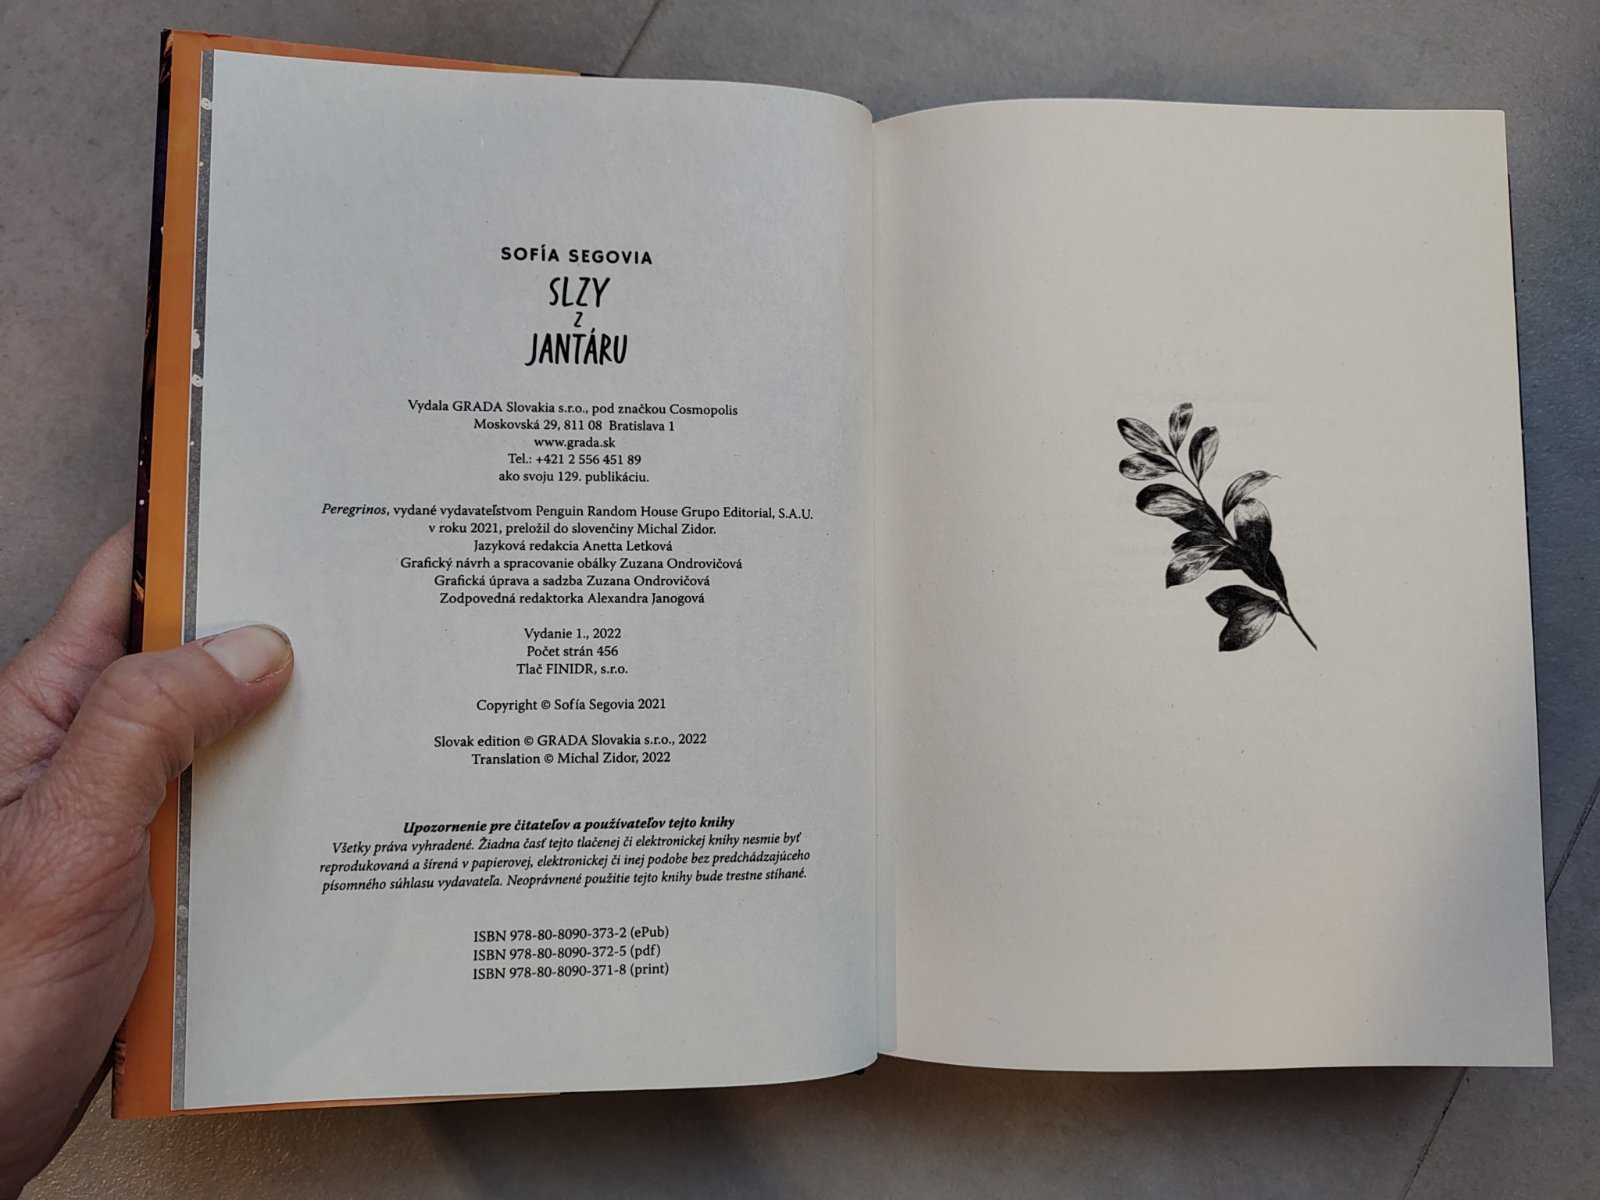 SOFÍA SEGOVIA
SLZY
Z
JANTÁRU
Vydala GRADA Slovakia s.r.o., pod značkou Cosmopolis
Moskovská 29, 811 08 Bratislava 1
www.grada.sk
Tel.: +421 2 556 451 89
ako svoju 129. publikáciu.
Peregrinos, vydané vydavateľstvom Penguin Random House Grupo Editorial, S.A.U.
v roku 2021, preložil do slovenčiny Michal Zidor.
Jazyková redakcia Anetta Letková
Grafický návrh a spracovanie obálky Zuzana Ondrovičová
Grafická úprava a sadzba Zuzana Ondrovičová
Zodpovedná redaktorka Alexandra Janogová
Vydanie 1., 2022
Počet strán 456
Tlač FINIDR, s.r.o.
Copyright © Sofía Segovia 2021
Slovak edition © GRADA Slovakia s.r.o., 2022
Translation © Michal Zidor, 2022
Upozornenie pre čitateľov a používateľov tejto knihy
Všetky práva vyhradené. Žiadna časť tejto tlačenej či elektronickej knihy nesmie byť
reprodukovaná a šírená v papierovej, elektronickej či inej podobe bez predchádzajúceho
písomného súhlasu vydavateľa. Neoprávnené použitie tejto knihy bude trestne stíhané.
ISBN 978-80-8090-373-2 (ePub)
ISBN 978-80-8090-372-5 (pdf)
ISBN 978-80-8090-371-8 (print)